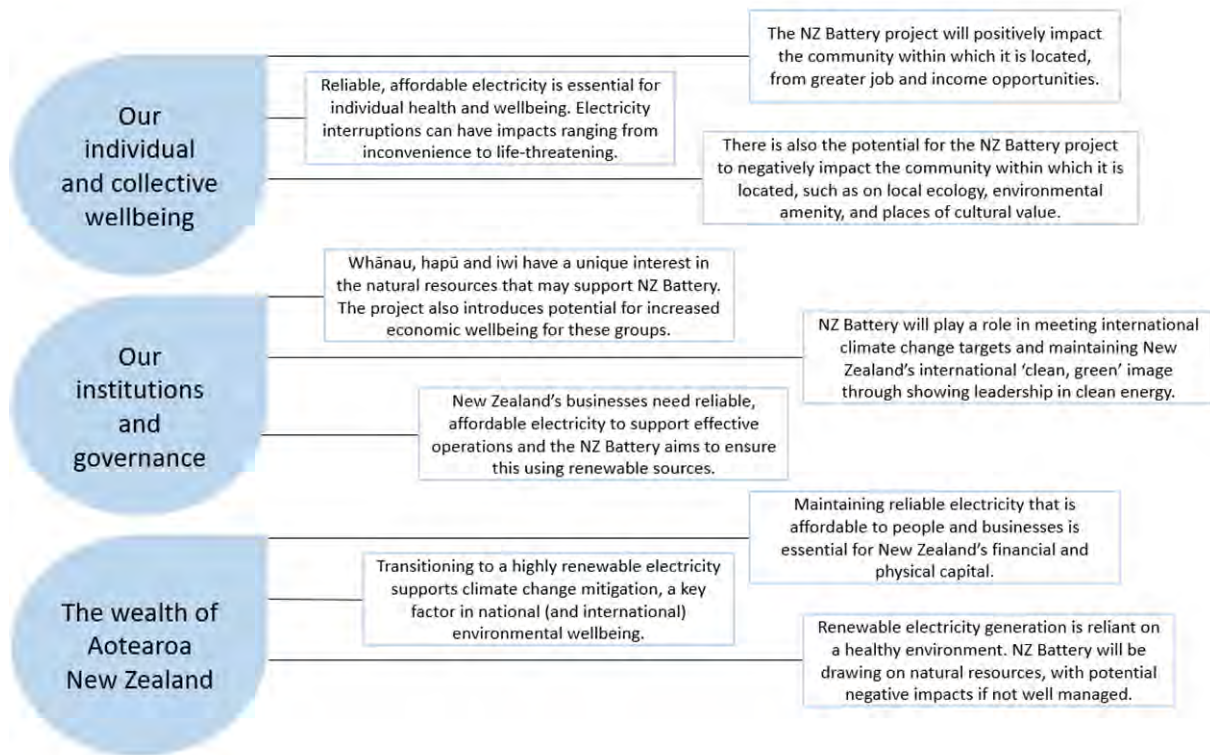 Our
individual
and collective
wellbeing
The NZ Battery project will positively impact
the community within which it is located,
from greater job and income opportunities.
Reliable, affordable electricity is essential for
individual health and wellbeing. Electricity
interruptions can have impacts ranging from
inconvenience to life-threatening.
There is also the potential for the NZ Battery project
to negatively impact the community within which it is
located, such as on local ecology, environmental
amenity, and places of cultural value.
Our
institutions
and
governance
Whānau, hapū and iwi have a unique interest in
the natural resources that may support NZ Battery.
The project also introduces potential for increased
economic wellbeing for these groups.
NZ Battery will play a role in meeting international
climate change targets and maintaining New
Zealand’s international ‘clean, green’ image
through showing leadership in clean energy.
New Zealand’s businesses need reliable,
affordable electricity to support effective
operations and the NZ Battery aims to ensure
this using renewable sources.
The wealth of
Aotearoa
New Zealand
Maintaining reliable electricity that is
affordable to people and businesses is
essential for New Zealand’s financial and
physical capital.
Transitioning to a highly renewable electricity
supports climate change mitigation, a key
factor in national (and international)
environmental wellbeing.
Renewable electricity generation is reliant on
a healthy environment. NZ Battery will be
drawing on natural resources, with potential
negative impacts if not well managed.